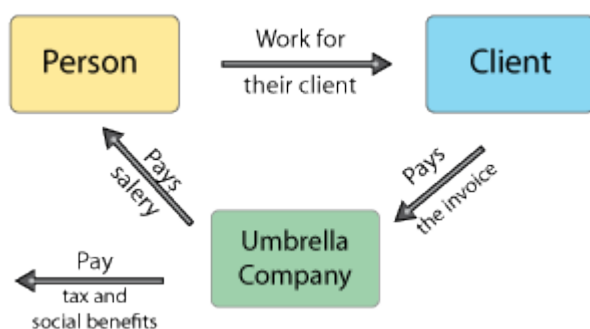 Person
Work for
their client
Client
Pays
salery
Pays
the invoice
Umbrella
Company
Pay
tax and
social benefits